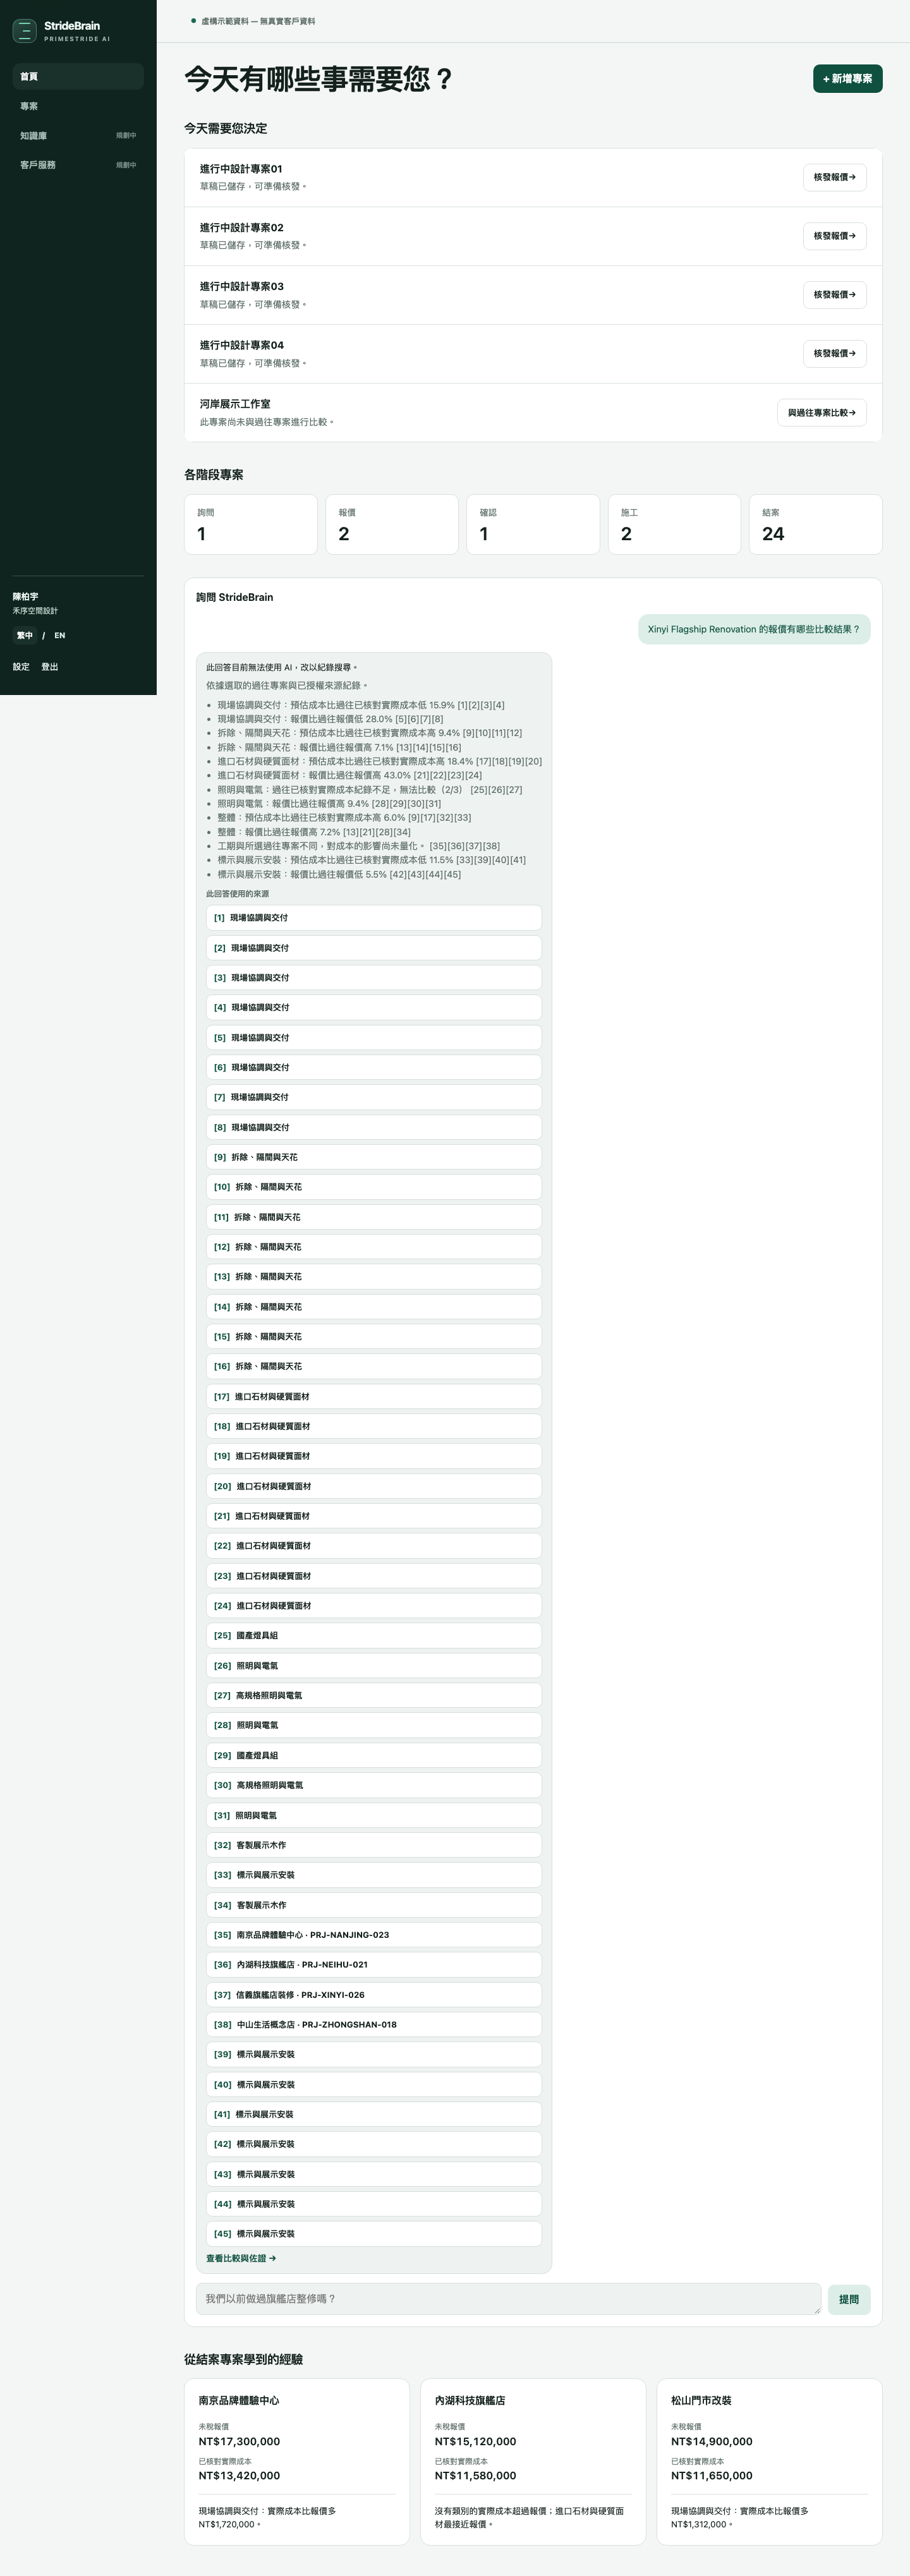 StrideBrain
PRIMESTRIDE AI
首頁
專案
知識庫 規劃中
客戶服務 規劃中
陳柏宇
禾序空間設計
繁中 / EN
設定 登出
虛構示範資料 — 無真實客戶資料
今天有哪些事需要您？
+ 新增專案
今天需要您決定
進行中設計專案01
草稿已儲存，可準備核發。
核發報價→
進行中設計專案02
草稿已儲存，可準備核發。
核發報價→
進行中設計專案03
草稿已儲存，可準備核發。
核發報價→
進行中設計專案04
草稿已儲存，可準備核發。
核發報價→
河岸展示工作室
此專案尚未與過往專案進行比較。
與過往專案比較→
各階段專案
詢問
1
報價
2
確認
1
施工
2
結案
24
詢問 StrideBrain
Xinyi Flagship Renovation 的報價有哪些比較結果？
此回答目前無法使用 AI，改以紀錄搜尋。
依據選取的過往專案與已授權來源紀錄。
• 現場協調與交付：預估成本比過往已核對實際成本低 15.9% [1][2][3][4]
• 現場協調與交付：報價比過往報價低 28.0% [5][6][7][8]
• 拆除、隔間與天花：預估成本比過往已核對實際成本高 9.4% [9][10][11][12]
• 拆除、隔間與天花：報價比過往報價高 7.1% [13][14][15][16]
• 進口石材與硬質面材：預估成本比過往已核對實際成本高 18.4% [17][18][19][20]
• 進口石材與硬質面材：報價比過往報價高 43.0% [21][22][23][24]
• 照明與電氣：過往已核對實際成本紀錄不足，無法比較（2/3） [25][26][27]
• 照明與電氣：報價比過往報價高 9.4% [28][29][30][31]
• 整體：預估成本比過往已核對實際成本高 6.0% [9][17][32][33]
• 整體：報價比過往報價高 7.2% [13][21][28][34]
• 工期與所選過往專案不同，對成本的影響尚未量化。 [35][36][37][38]
• 標示與展示安裝：預估成本比過往已核對實際成本低 11.5% [33][39][40][41]
• 標示與展示安裝：報價比過往報價低 5.5% [42][43][44][45]
此回答使用的來源
[1] 現場協調與交付
[2] 現場協調與交付
[3] 現場協調與交付
[4] 現場協調與交付
[5] 現場協調與交付
[6] 現場協調與交付
[7] 現場協調與交付
[8] 現場協調與交付
[9] 拆除、隔間與天花
[10] 拆除、隔間與天花
[11] 拆除、隔間與天花
[12] 拆除、隔間與天花
[13] 拆除、隔間與天花
[14] 拆除、隔間與天花
[15] 拆除、隔間與天花
[16] 拆除、隔間與天花
[17] 進口石材與硬質面材
[18] 進口石材與硬質面材
[19] 進口石材與硬質面材
[20] 進口石材與硬質面材
[21] 進口石材與硬質面材
[22] 進口石材與硬質面材
[23] 進口石材與硬質面材
[24] 進口石材與硬質面材
[25] 國產燈具組
[26] 照明與電氣
[27] 高規格照明與電氣
[28] 照明與電氣
[29] 國產燈具組
[30] 高規格照明與電氣
[31] 照明與電氣
[32] 客製展示木作
[33] 標示與展示安裝
[34] 客製展示木作
[35] 南京品牌體驗中心 · PRJ-NANJING-023
[36] 內湖科技旗艦店 · PRJ-NEIHU-021
[37] 信義旗艦店裝修 · PRJ-XINYI-026
[38] 中山生活概念店 · PRJ-ZHONGSHAN-018
[39] 標示與展示安裝
[40] 標示與展示安裝
[41] 標示與展示安裝
[42] 標示與展示安裝
[43] 標示與展示安裝
[44] 標示與展示安裝
[45] 標示與展示安裝
查看比較與佐證 →
我們以前做過旗艦店整修嗎？
提問
從結案專案學到的經驗
南京品牌體驗中心
未稅報價
NT$17,300,000
已核對實際成本
NT$13,420,000
現場協調與交付：實際成本比報價多
NT$1,720,000。
內湖科技旗艦店
未稅報價
NT$15,120,000
已核對實際成本
NT$11,580,000
沒有類別的實際成本超過報價；進口石材與硬質面
材最接近報價。
松山門市改裝
未稅報價
NT$14,900,000
已核對實際成本
NT$11,650,000
現場協調與交付：實際成本比報價多
NT$1,312,000。